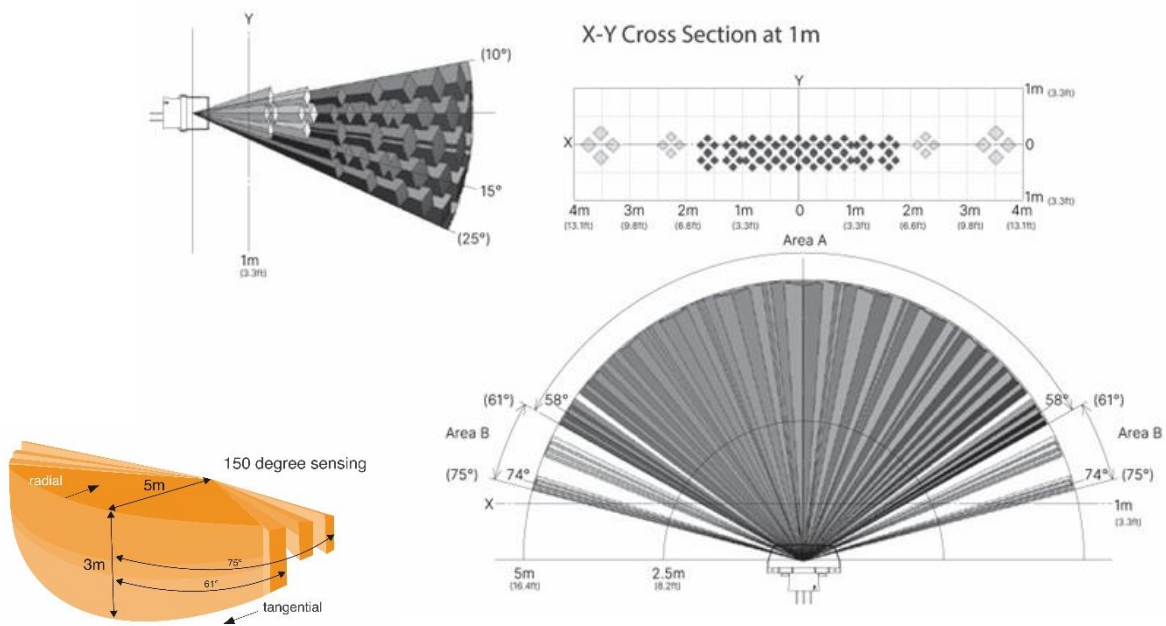 Y
(10°)
15°
(25°)
1m
(3.3ft)
X-Y Cross Section at 1m
Y
1m (3.3ft)
X
0
1m (3.3ft)
4m 3m 2m 1m 0 1m 2m 3m 4m
(13.1ft) (9.8ft) (6.6ft) (3.3ft) (3.3ft) (6.6ft) (9.8ft) (13.1ft)
Area A
(61°) 58° 58° (61°)
Area B Area B
(75°) 74° 74° (75°)
X 1m
(3.3ft)
5m 2.5m
(16.4ft) (8.2ft)
150 degree sensing
radial
5m
3m
75°
61°
tangential